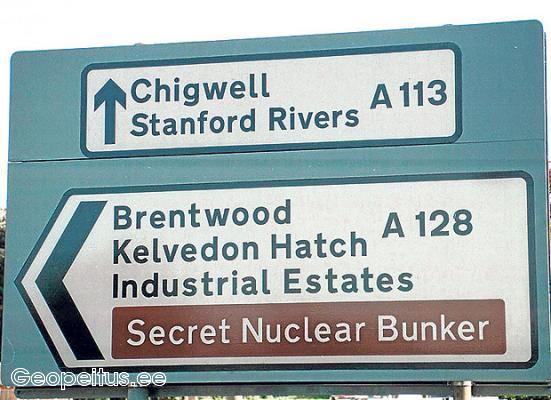 Chigwell
Stanford Rivers
A 113
Brentwood
Kelvedon Hatch
A 128
Industrial Estates
Secret Nuclear Bunker
Geopeitus.ee